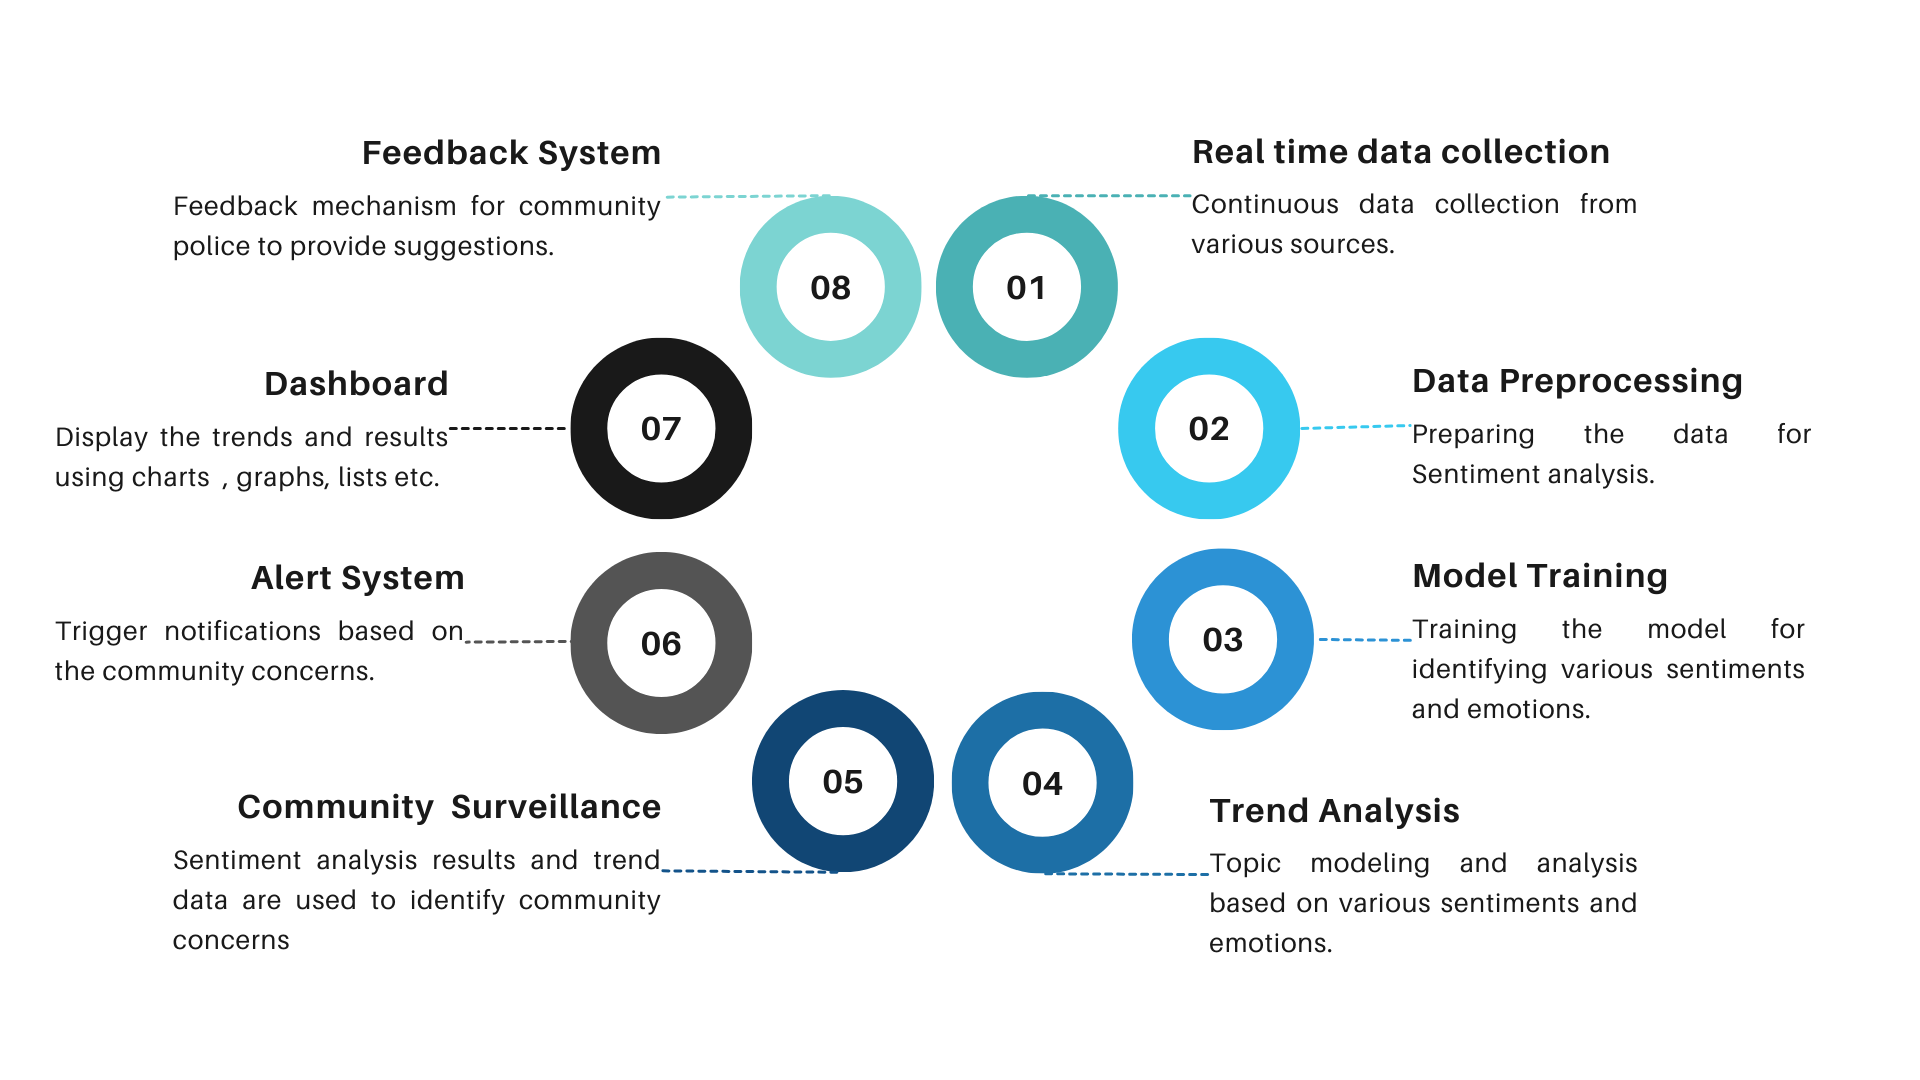 Feedback System
Feedback mechanism for community
police to provide suggestions.
08
01
Real time data collection
Continuous data collection from
various sources.
Dashboard
Display the trends and results
using charts , graphs, lists etc.
07
02
Data Preprocessing
Preparing the data for
Sentiment analysis.
Alert System
Trigger notifications based on
the community concerns.
06
03
Model Training
Training the model for
identifying various sentiments
and emotions.
Community Surveillance
Sentiment analysis results and trend
data are used to identify community
concerns
05
04
Trend Analysis
Topic modeling and analysis
based on various sentiments and
emotions.